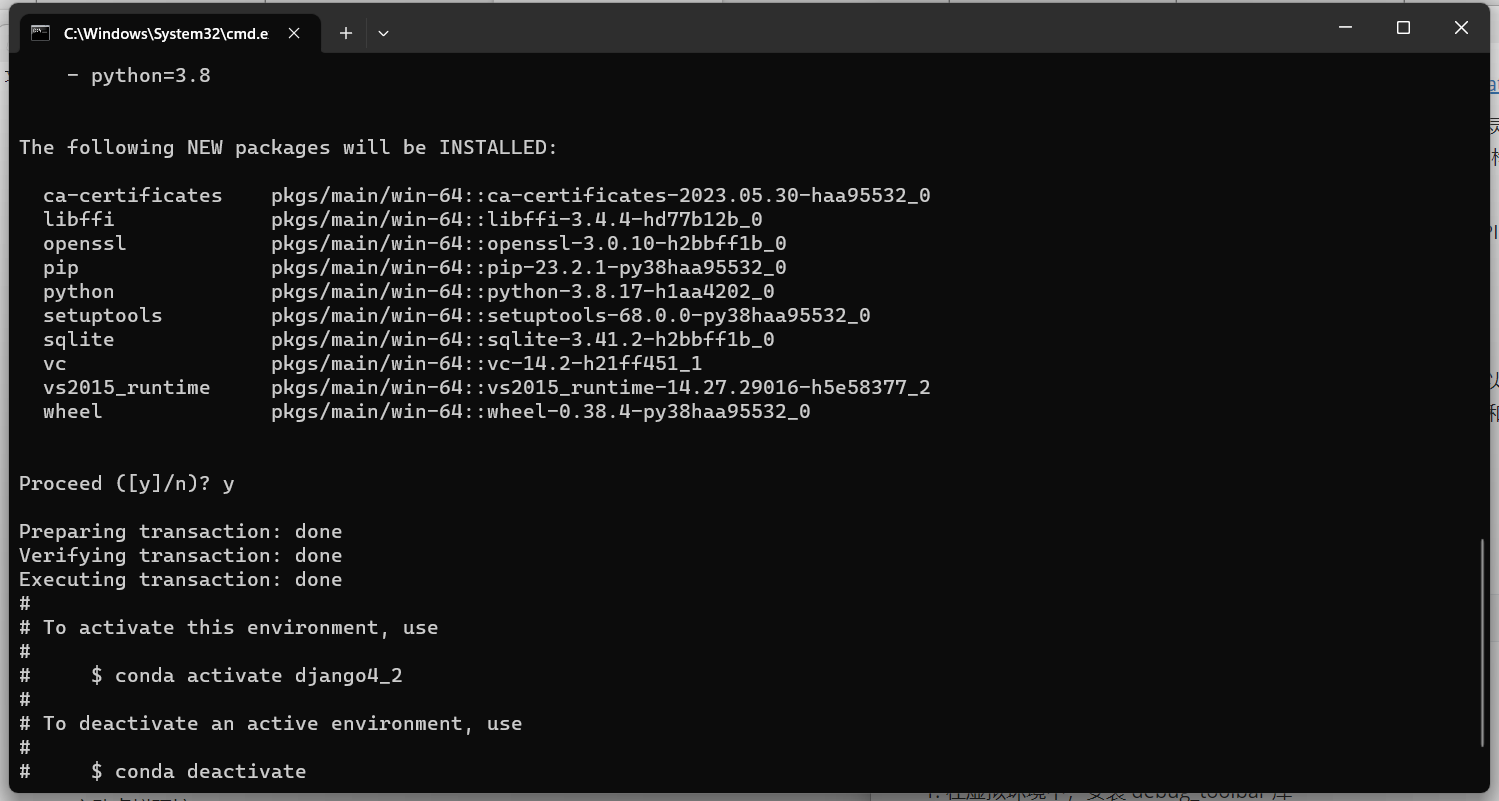 C:\Windows\System32\cmd.e
- python=3.8
The following NEW packages will be INSTALLED:
ca-certificates pkgs/main/win-64::ca-certificates-2023.05.30-haa95532_0
libffi pkgs/main/win-64::libffi-3.4.4-hd77b12b_0
openssl pkgs/main/win-64::openssl-3.0.10-h2bbff1b_0
pip pkgs/main/win-64::pip-23.2.1-py38haa95532_0
python pkgs/main/win-64::python-3.8.17-h1aa4202_0
setuptools pkgs/main/win-64::setuptools-68.0.0-py38haa95532_0
sqlite pkgs/main/win-64::sqlite-3.41.2-h2bbff1b_0
vc pkgs/main/win-64::vc-14.2-h21ff451_1
vs2015_runtime pkgs/main/win-64::vs2015_runtime-14.27.29016-h5e58377_2
wheel pkgs/main/win-64::wheel-0.38.4-py38haa95532_0
Proceed ([y]/n)? y
Preparing transaction: done
Verifying transaction: done
Executing transaction: done
#
# To activate this environment, use
#
# $ conda activate django4_2
#
# To deactivate an active environment, use
#
# $ conda deactivate
debug_toolbar 库